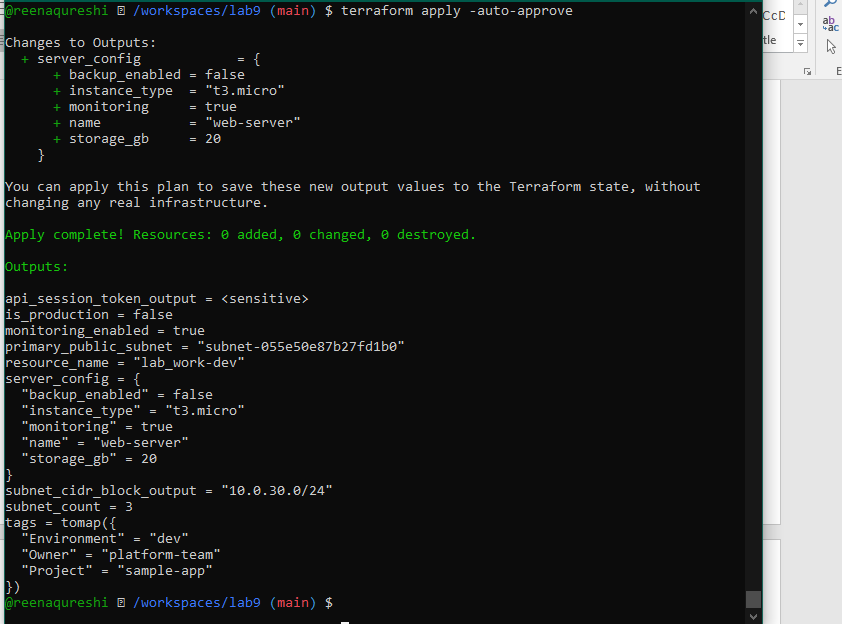 @reenaqureshi /workspaces/lab9 (main) $ terraform apply -auto-approve
Changes to Outputs:
+ server_config = {
+ backup_enabled = false
+ instance_type = "t3.micro"
+ monitoring = true
+ name = "web-server"
+ storage_gb = 20
}
You can apply this plan to save these new output values to the Terraform state, without
changing any real infrastructure.
Apply complete! Resources: 0 added, 0 changed, 0 destroyed.
Outputs:
api_session_token_output = <sensitive>
is_production = false
monitoring_enabled = true
primary_public_subnet = "subnet-055e50e87b27fd1b0"
resource_name = "lab_work-dev"
server_config = {
"backup_enabled" = false
"instance_type" = "t3.micro"
"monitoring" = true
"name" = "web-server"
"storage_gb" = 20
}
subnet_cidr_block_output = "10.0.30.0/24"
subnet_count = 3
tags = tomap({
"Environment" = "dev"
"Owner" = "platform-team"
"Project" = "sample-app"
})
@reenaqureshi /workspaces/lab9 (main) $
CcD
tle
ab
ac
E